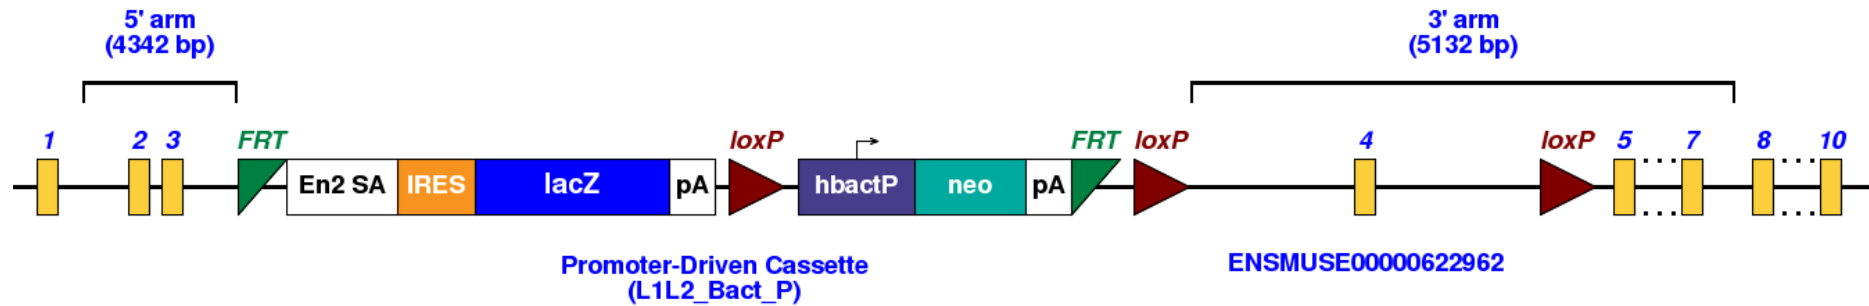 5' arm
(4342 bp)
3' arm
(5132 bp)
1 2 3 FRT loxP FRT loxP 4 loxP 5 7 8 10
En2 SA IRES lacZ pA hbactP neo pA
Promoter-Driven Cassette
(L1L2_Bact_P)
ENSMUSE00000622962